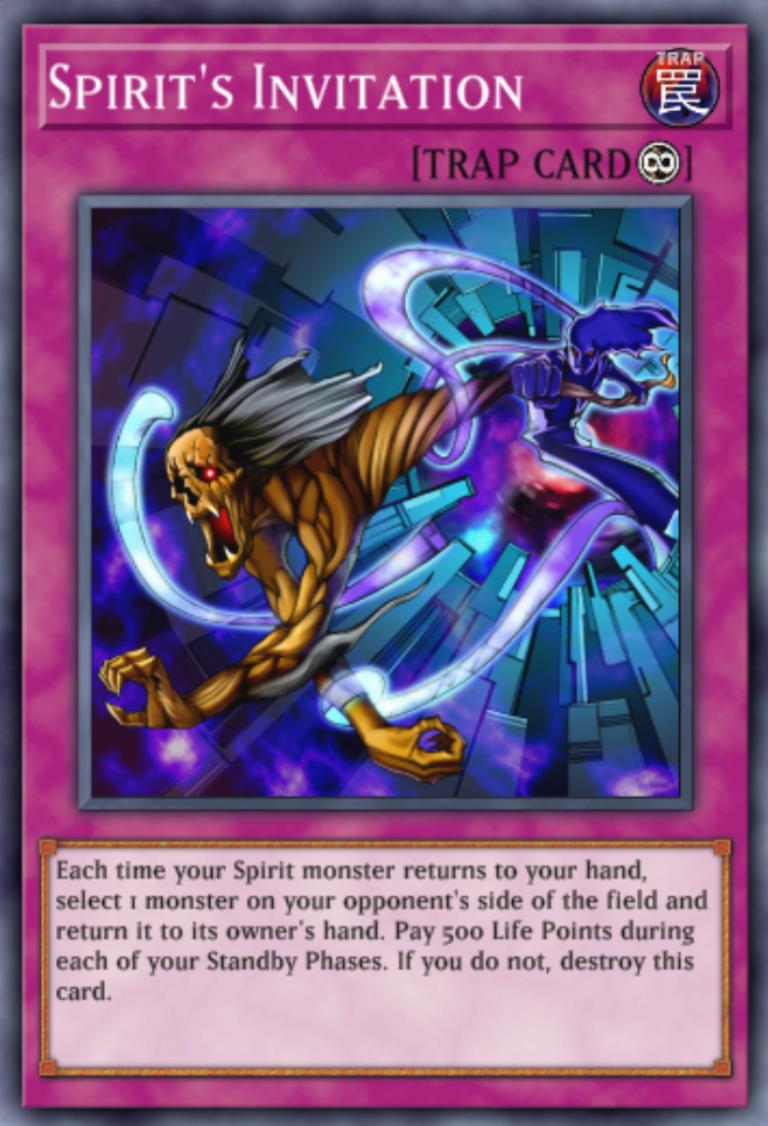 SPIRIT'S INVITATION
TRAP
罠
[TRAP CARD∞]
Each time your Spirit monster returns to your hand,
select 1 monster on your opponent's side of the field and
return it to its owner's hand. Pay 500 Life Points during
each of your Standby Phases. If you do not, destroy this
card.